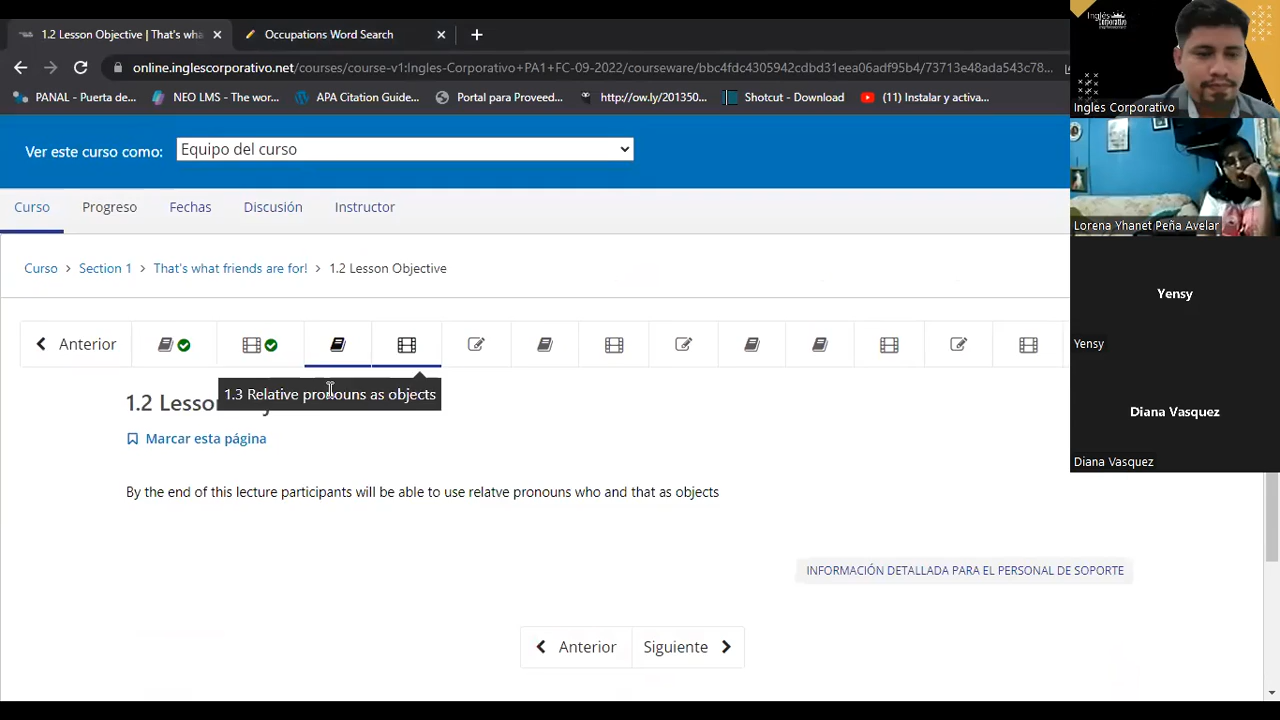 1.2 Lesson Objective | That's wha
Occupations Word Search
online.inglescorporativo.net/courses/course-v1:Ingles-Corporativo+PA1+FC-09-2022/courseware/bbc4fdc4305942cdbd31eea06adf95b4/73713e48ada543c78...
PANAL - Puerta de...
NEO LMS - The wor...
APA Citation Guide...
Portal para Proveed...
http://ow.ly/201350...
Shotcut - Download
(11) Instalar y activa...
Ver este curso como:
Equipo del curso
Curso
Progreso
Fechas
Discusión
Instructor
Curso > Section 1 > That's what friends are for! > 1.2 Lesson Objective
Anterior
1.3 Relative pronouns as objects
1.2 Lesso
Marcar esta página
By the end of this lecture participants will be able to use relatve pronouns who and that as objects
INFORMACIÓN DETALLADA PARA EL PERSONAL DE SOPORTE
Anterior
Siguiente
Inglés
Corporativo
Ingles Corporativo
Lorena Yhanet Peña Avelar
Yensy
Yensy
Diana Vasquez
Diana Vasquez